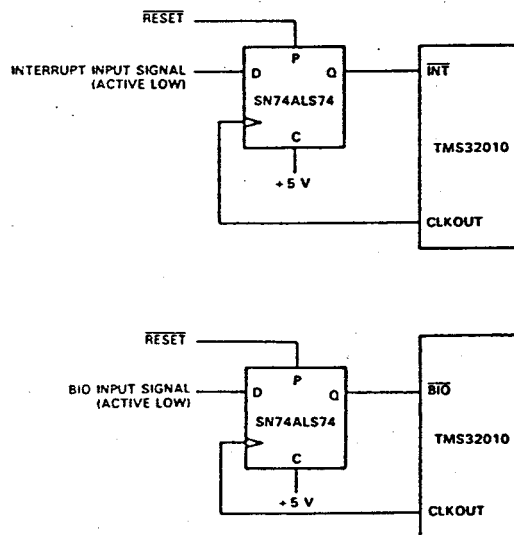 RESET
P
INTERRUPT INPUT SIGNAL
(ACTIVE LOW)
D
Q
INT
SN74ALS74
TMS32010
C
+5 V
CLKOUT
RESET
P
BIO INPUT SIGNAL
(ACTIVE LOW)
D
Q
BIO
SN74ALS74
TMS32010
C
+5 V
CLKOUT